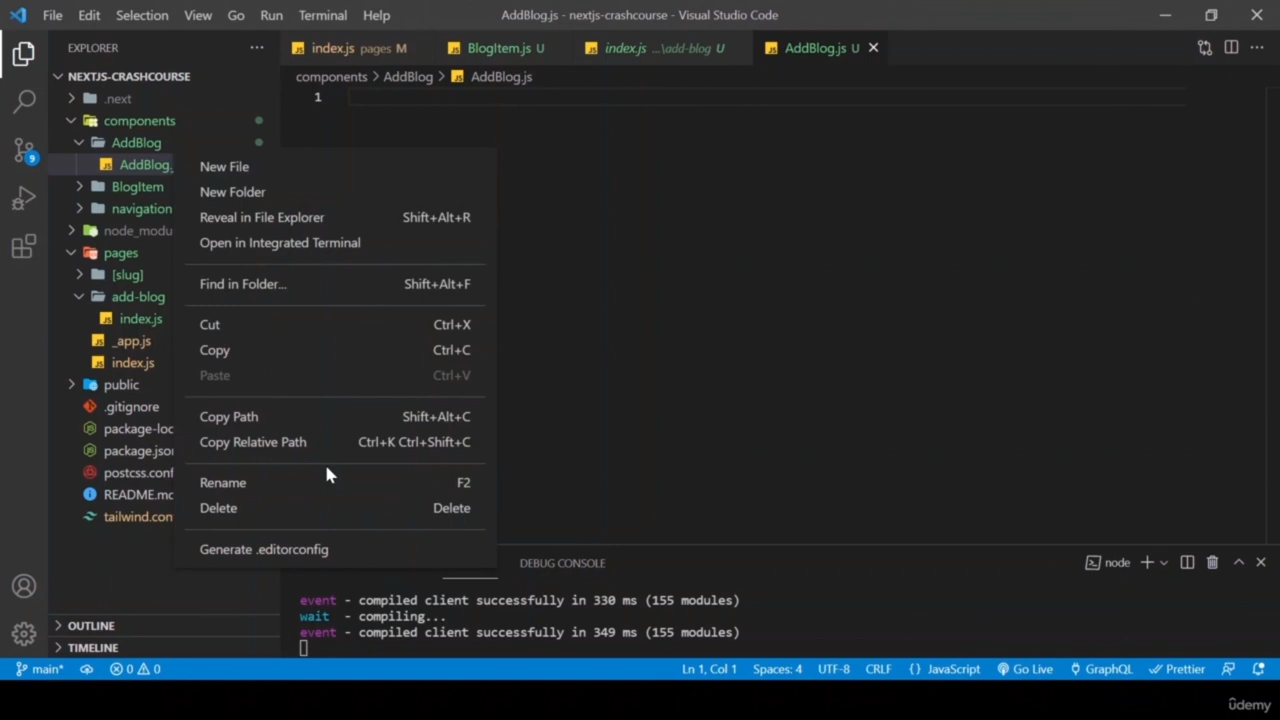 File Edit Selection View Go Run Terminal Help AddBlog.js - nextjs-crashcourse - Visual Studio Code
EXPLORER
index.js pages M BlogItem.js U index.js ...\add-blog U AddBlog.js U
NEXTJS-CRASHCOURSE
components > AddBlog > AddBlog.js
.next
1
components
AddBlog
AddBlog.
BlogItem
navigation
node_modu
pages
[slug]
add-blog
index.js
_app.js
index.js
public
.gitignore
package-loc
package.jso
postcss.conf
README.md
tailwind.con
New File
New Folder
Reveal in File Explorer Shift+Alt+R
Open in Integrated Terminal
Find in Folder... Shift+Alt+F
Cut Ctrl+X
Copy Ctrl+C
Paste Ctrl+V
Copy Path Shift+Alt+C
Copy Relative Path Ctrl+K Ctrl+Shift+C
Rename F2
Delete Delete
Generate .editorconfig
9
DEBUG CONSOLE
node
event - compiled client successfully in 330 ms (155 modules)
wait - compiling...
event - compiled client successfully in 349 ms (155 modules)
OUTLINE
TIMELINE
main* 0 0 Ln 1, Col 1 Spaces: 4 UTF-8 CRLF {} JavaScript Go Live GraphQL Prettier
ûdemy